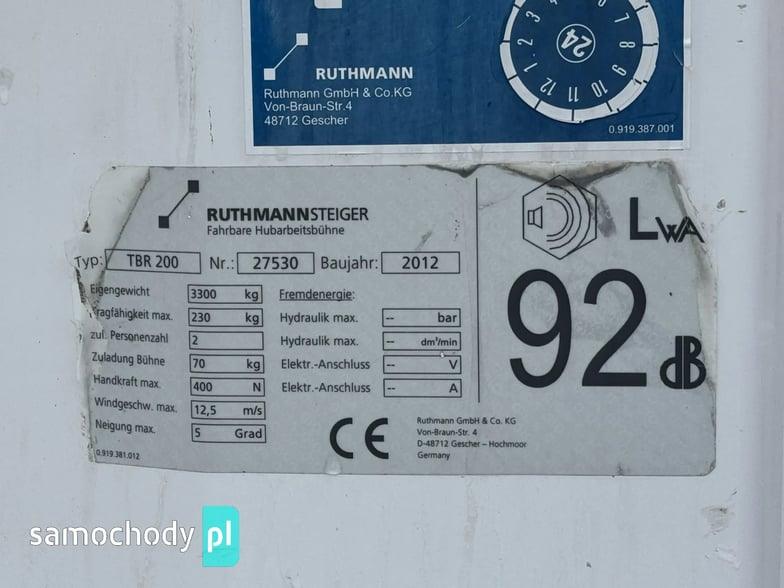 RUTHMANN
Ruthmann GmbH & Co.KG
Von-Braun-Str.4
48712 Gescher
24
1 2 3 4 6 7 8 9 10 11 12
0.919.387.001
RUTHMANNSTEIGER
Fahrbare Hubarbeitsbühne
Typ: TBR 200 Nr.: 27530 Baujahr: 2012
Eigengewicht 3300 kg
Tragfähigkeit max. 230 kg
zul. Personenzahl 2
Zuladung Bühne 70 kg
Handkraft max. 400 N
Windgeschw. max. 12,5 m/s
Neigung max. 5 Grad
0.919.381.012
Fremdenergie:
Hydraulik max. -- bar
Hydraulik max. -- dm³/min
Elektr.-Anschluss -- V
Elektr.-Anschluss -- A
CE
Ruthmann GmbH & Co. KG
Von-Braun-Str. 4
D-48712 Gescher – Hochmoor
Germany
LWA
92 dB
samochody pl